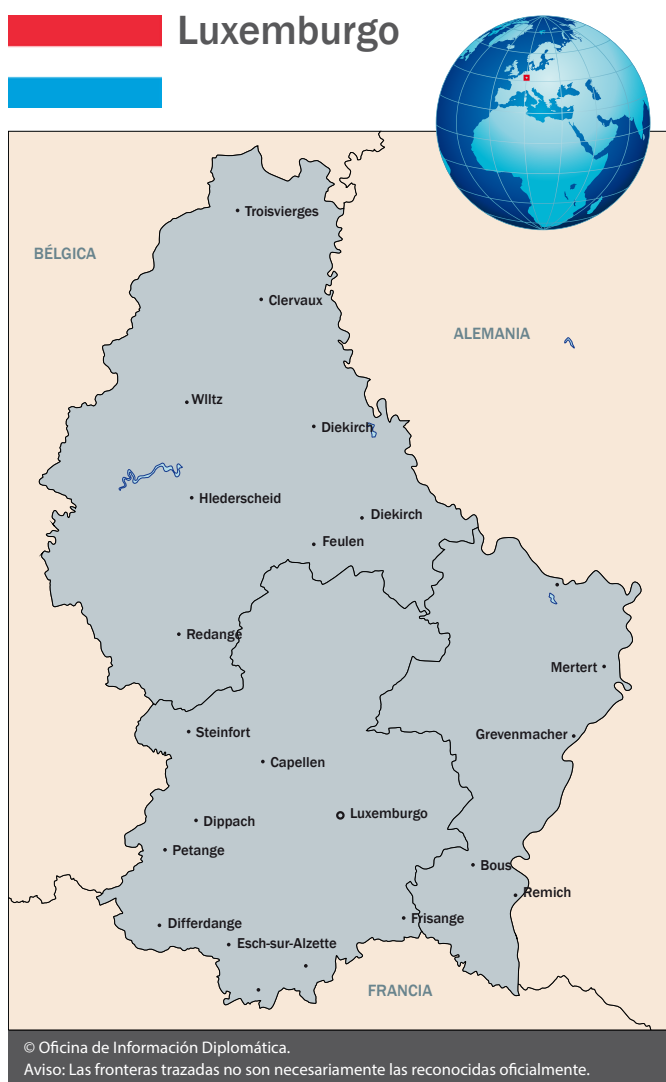 Luxemburgo
Troisvierges
BÉLGICA
Clervaux
ALEMANIA
Wlltz
Diekirch
Hlederscheid
Diekirch
Feulen
Redange
Mertert
Steinfort
Grevenmacher
Capellen
Luxemburgo
Dippach
Petange
Bous
Remich
Frisange
Differdange
Esch-sur-Alzette
FRANCIA
© Oficina de Información Diplomática.
Aviso: Las fronteras trazadas no son necesariamente las reconocidas oficialmente.